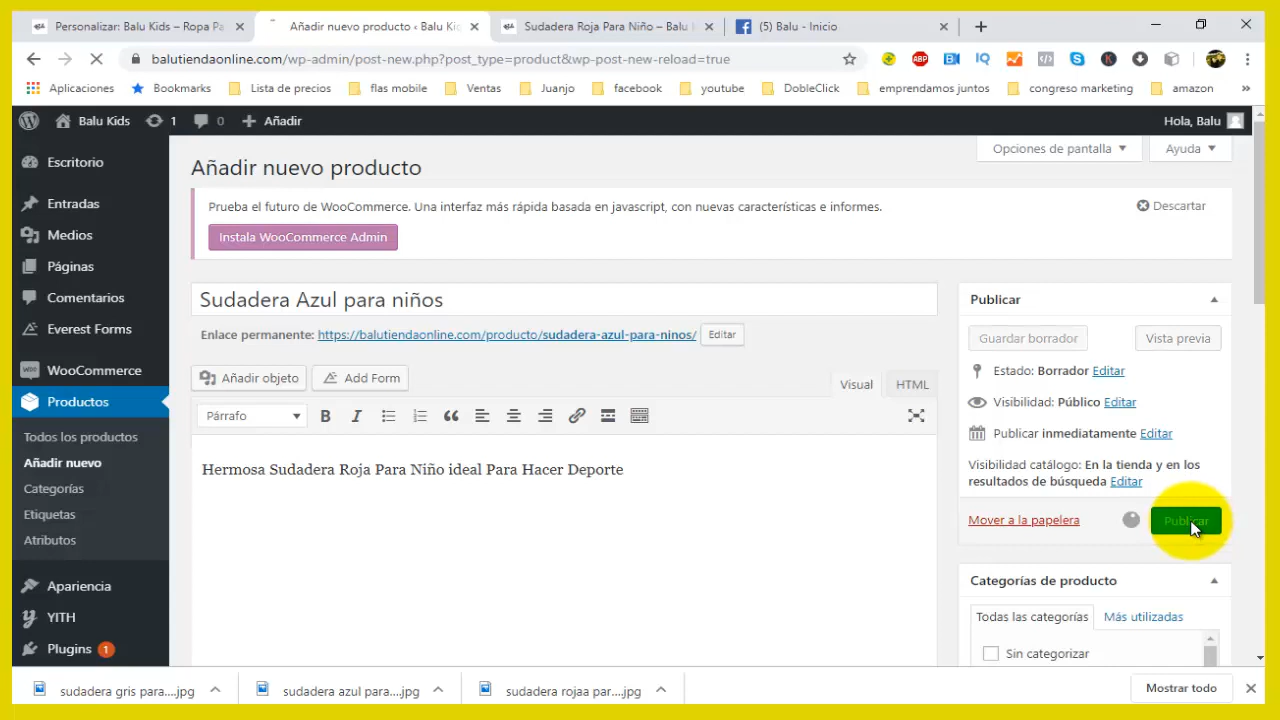 Personalizar: Balu Kids – Ropa Pa
Añadir nuevo producto ‹ Balu Kid
Sudadera Roja Para Niño – Balu
(5) Balu - Inicio
balutiendaonline.com/wp-admin/post-new.php?post_type=product&wp-post-new-reload=true
Aplicaciones Bookmarks Lista de precios flas mobile Ventas Juanjo facebook youtube DobleClick emprendamos juntos congreso marketing amazon »
Balu Kids 1 0 Añadir Hola, Balu
Opciones de pantalla Ayuda
Escritorio
Entradas
Medios
Páginas
Comentarios
Everest Forms
WooCommerce
Productos
Todos los productos
Añadir nuevo
Categorías
Etiquetas
Atributos
Apariencia
YITH
Plugins 1
Añadir nuevo producto
Prueba el futuro de WooCommerce. Una interfaz más rápida basada en javascript, con nuevas características e informes.
Descartar
Instala WooCommerce Admin
Sudadera Azul para niños
Enlace permanente: https://balutiendaonline.com/producto/sudadera-azul-para-ninos/ Editar
Añadir objeto Add Form
Visual HTML
Párrafo B I
Hermosa Sudadera Roja Para Niño ideal Para Hacer Deporte
Publicar
Guardar borrador Vista previa
Estado: Borrador Editar
Visibilidad: Público Editar
Publicar inmediatamente Editar
Visibilidad catálogo: En la tienda y en los
resultados de búsqueda Editar
Mover a la papelera Publicar
Categorías de producto
Todas las categorías Más utilizadas
Sin categorizar
sudadera gris para....jpg
sudadera azul para....jpg
sudadera rojaa par....jpg
Mostrar todo